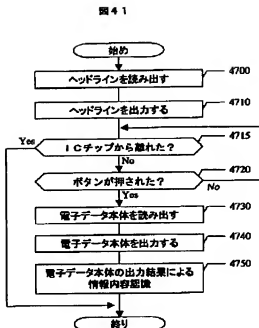 図41
始め
ヘッドラインを読み出す
4700
ヘッドラインを出力する
4710
ICチップから離れた?
4715
Yes
No
ボタンが押された?
4720
No
Yes
電子データ本体を読み出す
4730
電子データ本体を出力する
4740
電子データ本体の出力結果による
情報内容認識
4750
終り